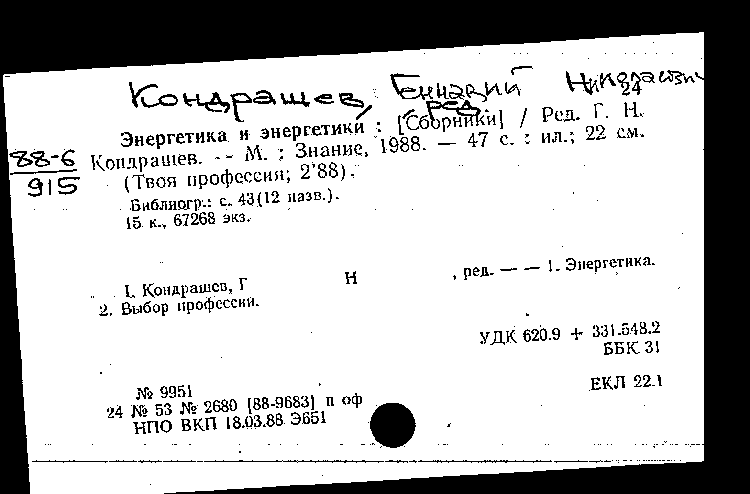 Кондрашев, Геннадий Николаевич
24
, ред.
Энергетика и энергетики : [Сборники] / Ред. Г. Н.
88-6 Кондрашев. -- М. : Знание, 1988. — 47 с. : ил.; 22 см.
915 (Твоя профессия; 2'88).
Библиогр.: с. 43(12 назв.).
15 к., 67268 экз.
I. Кондрашев, Г Н , ред. — — 1. Энергетика.
2. Выбор профессии.
УДК 620.9 + 331.548.2
ББК 31
№ 9951 ЕКЛ 22.1
24 № 53 № 2680 [88-9683] п оф
НПО ВКП 18.03.88 Э651